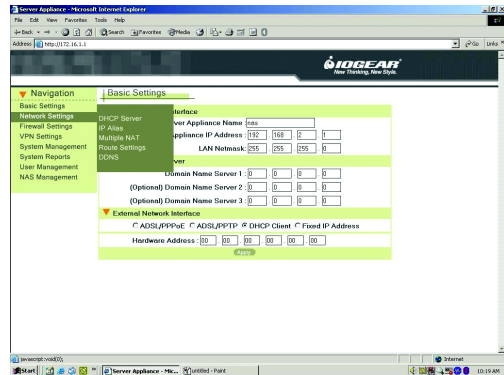 Server Appliance - Microsoft Internet Explorer
File Edit View Favorites Tools Help
Back Search Favorites Media
Address http://172.16.1.1 Go Links
IOGEAR
New Thinking, New Style.
Navigation
Basic Settings
Network Settings
Firewall Settings
VPN Settings
System Management
System Reports
User Management
NAS Management
DHCP Server
IP Alias
Multiple NAT
Route Settings
DDNS
Basic Settings
terface
ver Appliance Name : nas
ppliance IP Address : 192 . 168 . 2 . 1
LAN Netmask: 255 . 255 . 255 . 0
rver
Domain Name Server 1 : 0 . 0 . 0 . 0
(Optional) Domain Name Server 2 : 0 . 0 . 0 . 0
(Optional) Domain Name Server 3 : 0 . 0 . 0 . 0
External Network Interface
ADSL/PPPoE ADSL/PPTP DHCP Client Fixed IP Address
Hardware Address : 00 . 00 . 00 . 00 . 00 . 00
Apply
javascript:void(0); Internet
Start Server Appliance - Mic... untitled - Paint 10:19 AM